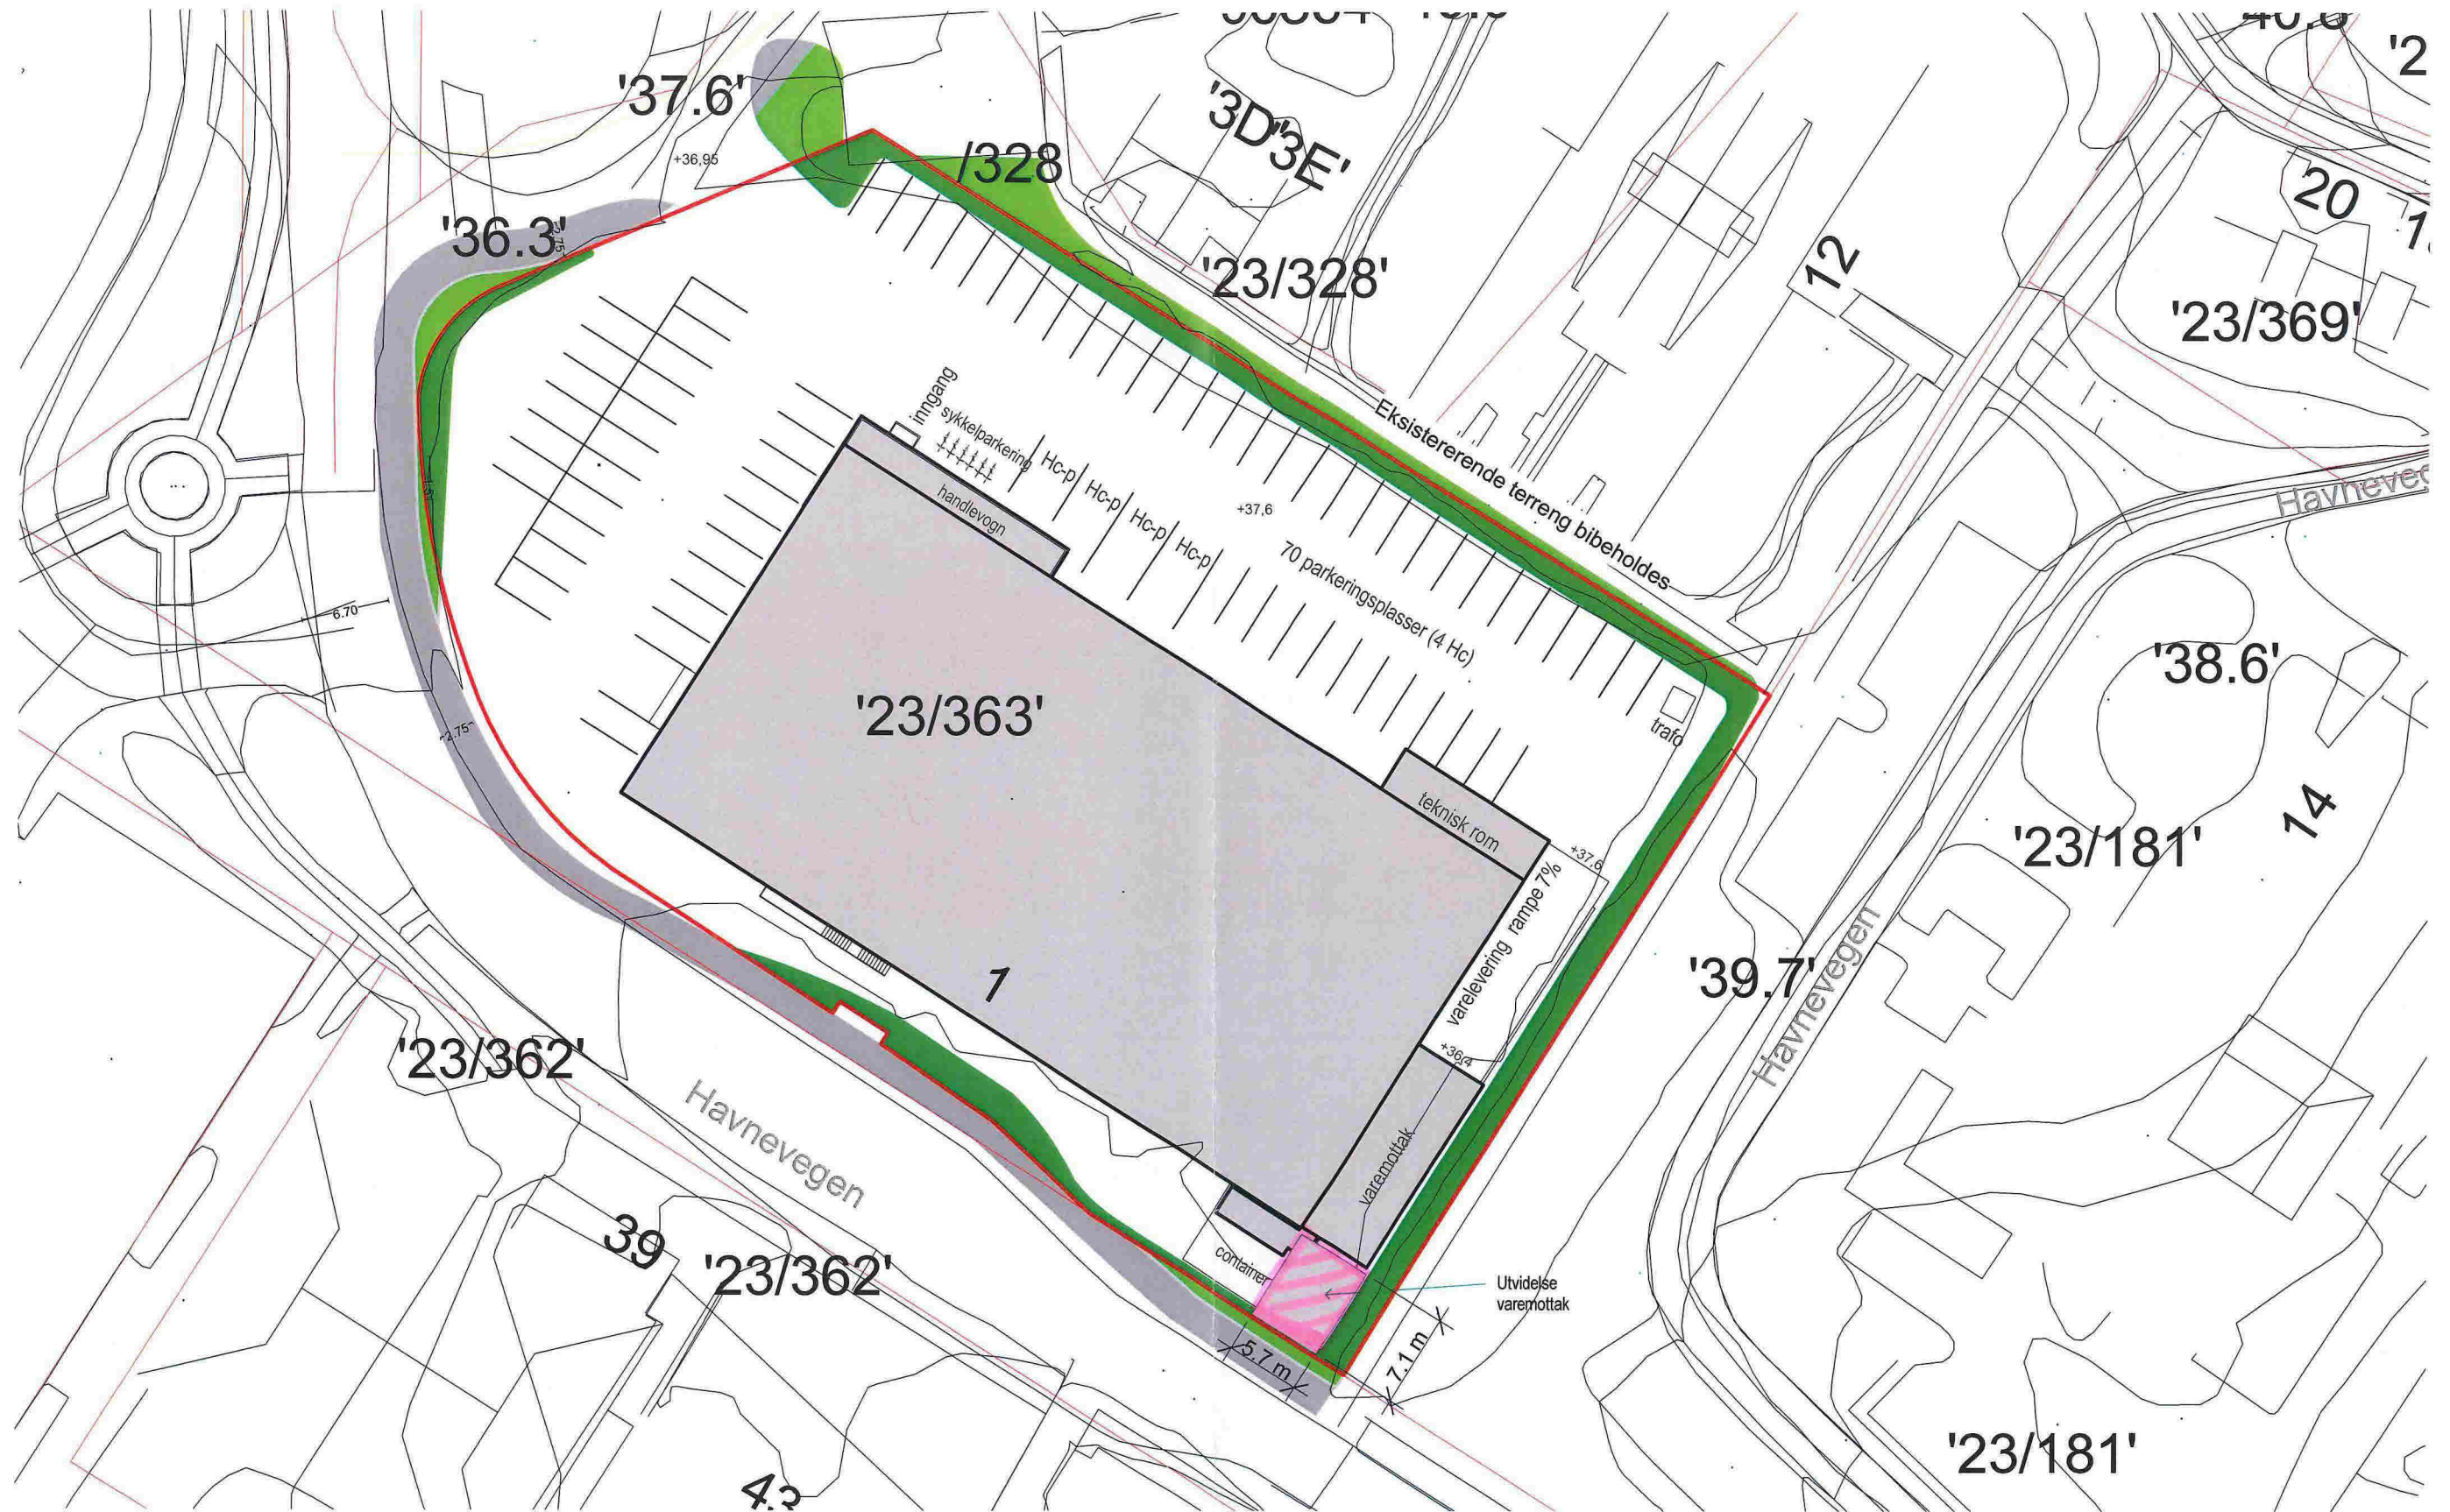 '37.6'
+36,95
/328
'3D'
'3E'
'36.3'
'23/328'
12
'2
20
'23/369'
Havneveg
inngang
sykkelparkering
handlevogn
Hc-p
Hc-p
Hc-p
Hc-p
+37,6
Eksistererende terreng bibeholdes
70 parkeringsplasser (4 Hc)
6.70
2.75
'23/363'
trafo
teknisk rom
+37,6
varelevering rampe 7%
+36,4
varemottak
1
'38.6'
'23/181'
14
'39.7'
Havnevegen
'23/362'
Havnevegen
39
'23/362'
container
Utvidelse
varemottak
5.7 m
7.1 m
'23/181'
43